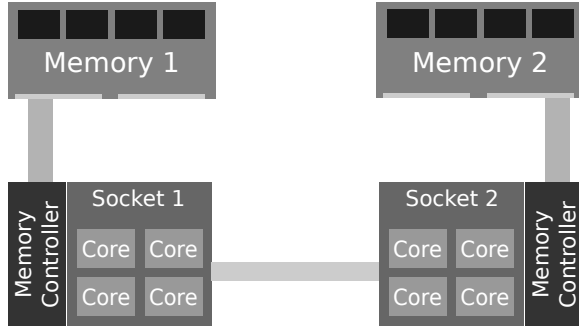 Memory 1
Memory 2
Memory
Controller
Socket 1
Core Core
Core Core
Socket 2
Core Core
Core Core
Memory
Controller